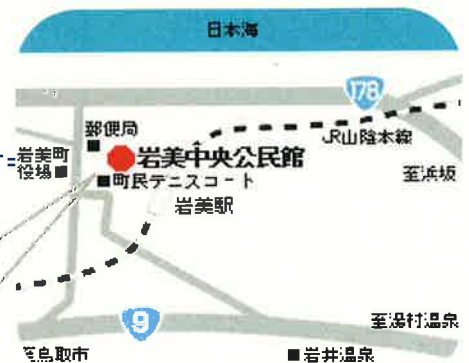 日本海
178
郵便局
岩美中央公民館
JR山陰本線
岩美町
役場
町民テニスコート
至浜坂
岩美駅
9
至湯村温泉
至鳥取市
岩井温泉